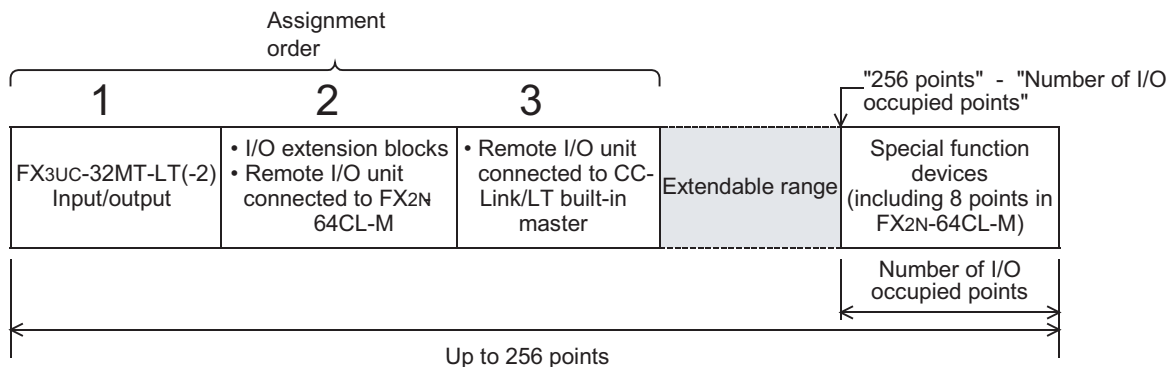 Assignment
order
1
2
3
"256 points" - "Number of I/O
occupied points"
FX3UC-32MT-LT(-2)
Input/output
• I/O extension blocks
• Remote I/O unit
connected to FX2N
64CL-M
• Remote I/O unit
connected to CC-
Link/LT built-in
master
Extendable range
Special function
devices
(including 8 points in
FX2N-64CL-M)
Number of I/O
occupied points
Up to 256 points